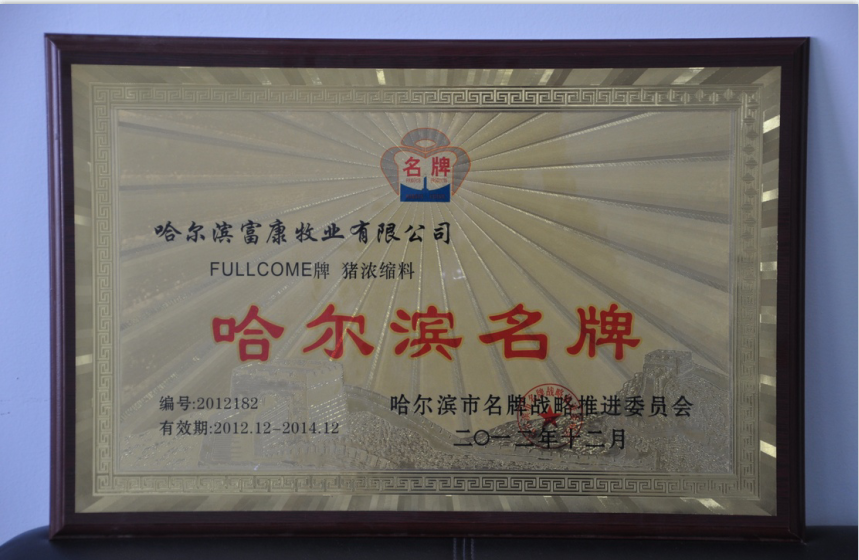 名牌
哈尔滨富康牧业有限公司
FULLCOME牌 猪浓缩料
哈尔滨名牌
编号:2012182
有效期:2012.12-2014.12
哈尔滨市名牌战略推进委员会
二〇一二年十二月